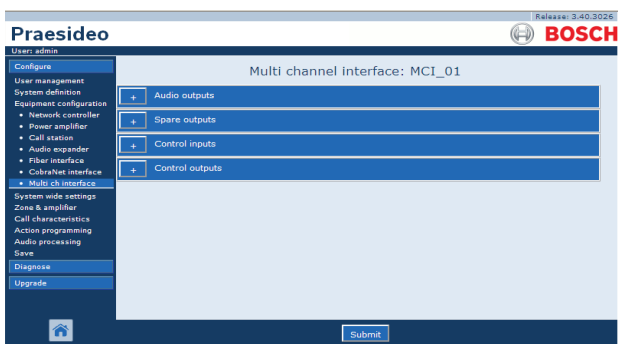 Release: 3.40.3026
Praesideo
BOSCH
User: admin
Configure
User management
System definition
Equipment configuration
• Network controller
• Power amplifier
• Call station
• Audio expander
• Fiber interface
• CobraNet interface
• Multi ch interface
System wide settings
Zone & amplifier
Call characteristics
Action programming
Audio processing
Save
Diagnose
Upgrade
Multi channel interface: MCI_01
+ Audio outputs
+ Spare outputs
+ Control inputs
+ Control outputs
Submit